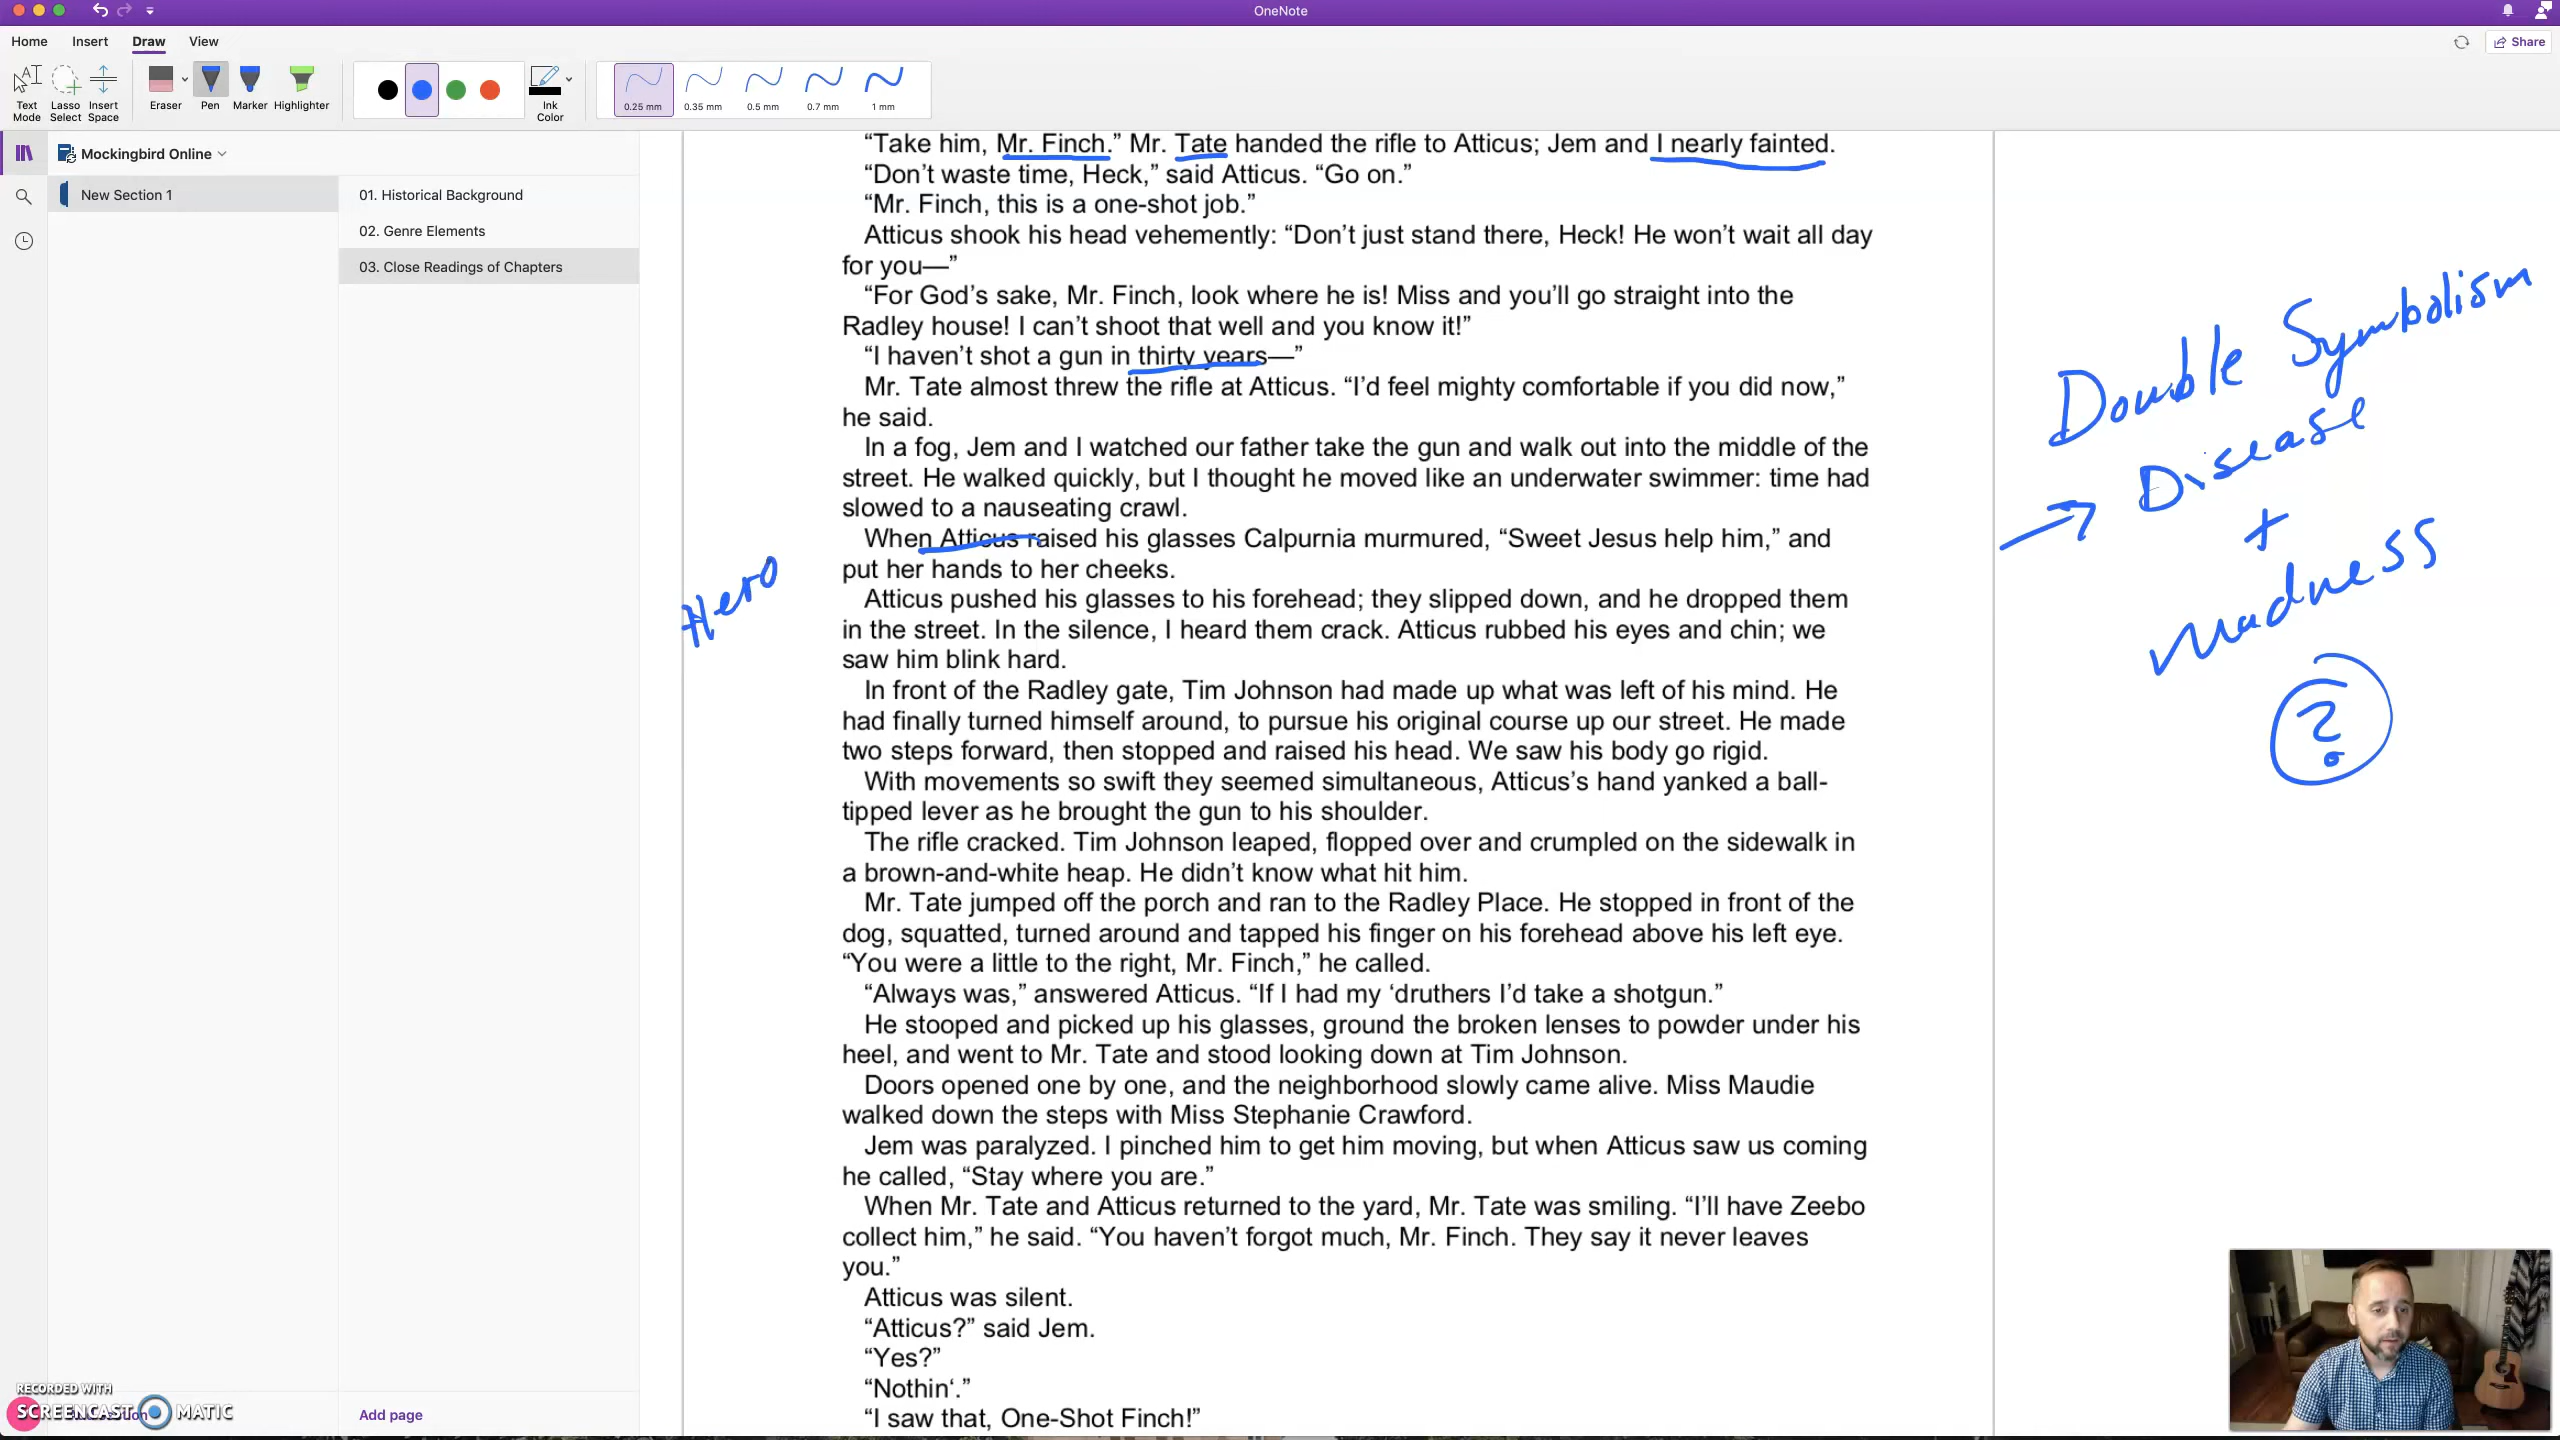 OneNote
Home Insert Draw View
Share
Text Mode
Lasso Select
Insert Space
Eraser
Pen
Marker
Highlighter
Ink Color
0.25 mm
0.35 mm
0.5 mm
0.7 mm
1 mm
Mockingbird Online
New Section 1
01. Historical Background
02. Genre Elements
03. Close Readings of Chapters
“Take him, Mr. Finch.” Mr. Tate handed the rifle to Atticus; Jem and I nearly fainted.
“Don’t waste time, Heck,” said Atticus. “Go on.”
“Mr. Finch, this is a one-shot job.”
Atticus shook his head vehemently: “Don’t just stand there, Heck! He won’t wait all day
for you—”
“For God’s sake, Mr. Finch, look where he is! Miss and you’ll go straight into the
Radley house! I can’t shoot that well and you know it!”
“I haven’t shot a gun in thirty years—”
Mr. Tate almost threw the rifle at Atticus. “I’d feel mighty comfortable if you did now,”
he said.
In a fog, Jem and I watched our father take the gun and walk out into the middle of the
street. He walked quickly, but I thought he moved like an underwater swimmer: time had
slowed to a nauseating crawl.
When Atticus raised his glasses Calpurnia murmured, “Sweet Jesus help him,” and
put her hands to her cheeks.
Atticus pushed his glasses to his forehead; they slipped down, and he dropped them
in the street. In the silence, I heard them crack. Atticus rubbed his eyes and chin; we
saw him blink hard.
In front of the Radley gate, Tim Johnson had made up what was left of his mind. He
had finally turned himself around, to pursue his original course up our street. He made
two steps forward, then stopped and raised his head. We saw his body go rigid.
With movements so swift they seemed simultaneous, Atticus’s hand yanked a ball-
tipped lever as he brought the gun to his shoulder.
The rifle cracked. Tim Johnson leaped, flopped over and crumpled on the sidewalk in
a brown-and-white heap. He didn’t know what hit him.
Mr. Tate jumped off the porch and ran to the Radley Place. He stopped in front of the
dog, squatted, turned around and tapped his finger on his forehead above his left eye.
“You were a little to the right, Mr. Finch,” he called.
“Always was,” answered Atticus. “If I had my ‘druthers I’d take a shotgun.”
He stooped and picked up his glasses, ground the broken lenses to powder under his
heel, and went to Mr. Tate and stood looking down at Tim Johnson.
Doors opened one by one, and the neighborhood slowly came alive. Miss Maudie
walked down the steps with Miss Stephanie Crawford.
Jem was paralyzed. I pinched him to get him moving, but when Atticus saw us coming
he called, “Stay where you are.”
When Mr. Tate and Atticus returned to the yard, Mr. Tate was smiling. “I’ll have Zeebo
collect him,” he said. “You haven’t forgot much, Mr. Finch. They say it never leaves
you.”
Atticus was silent.
“Atticus?” said Jem.
“Yes?”
“Nothin‘.”
“I saw that, One-Shot Finch!”
Hero
Double Symbolism
→ Disease
+
Madness
?
RECORDED WITH
SCREENCAST MATIC
Add page